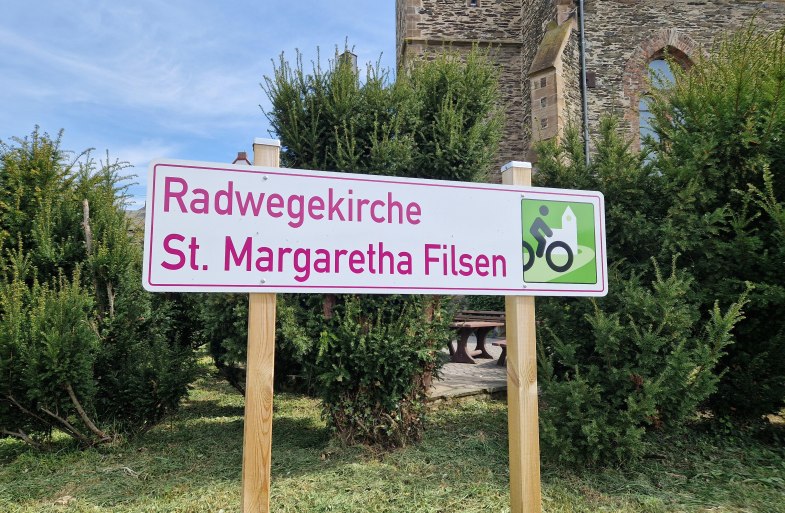 Radwegekirche
St. Margaretha Filsen